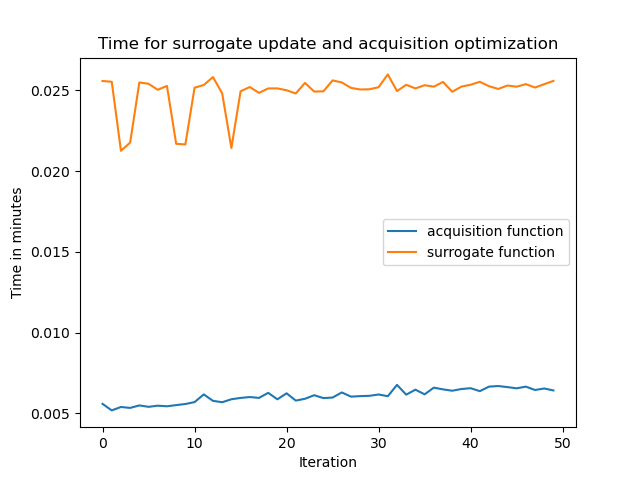 Time for surrogate update and acquisition optimization
Time in minutes
0.025
0.020
0.015
0.010
0.005
acquisition function
surrogate function
0 10 20 30 40 50
Iteration